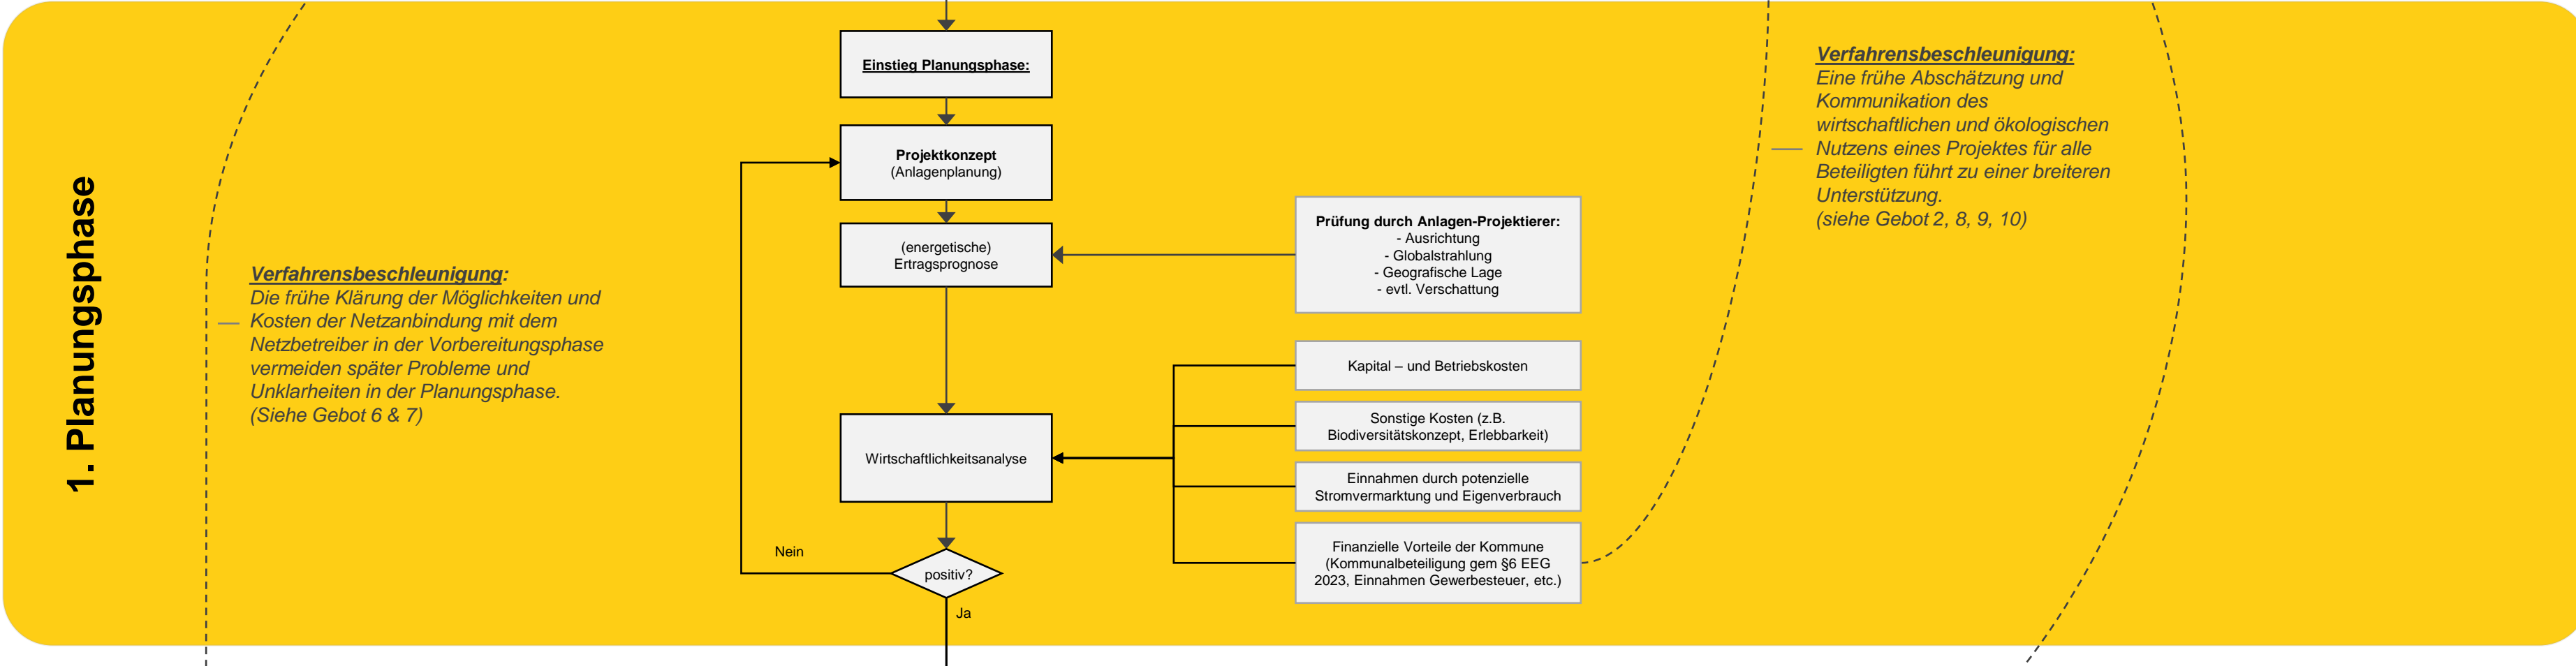 1. Planungsphase
Verfahrensbeschleunigung:
Die frühe Klärung der Möglichkeiten und
Kosten der Netzanbindung mit dem
Netzbetreiber in der Vorbereitungsphase
vermeiden später Probleme und
Unklarheiten in der Planungsphase.
(Siehe Gebot 6 & 7)
Einstieg Planungsphase:
Projektkonzept
(Anlagenplanung)
(energetische)
Ertragsprognose
Wirtschaftlichkeitsanalyse
positiv?
Nein
Ja
Prüfung durch Anlagen-Projektierer:
- Ausrichtung
- Globalstrahlung
- Geografische Lage
- evtl. Verschattung
Kapital – und Betriebskosten
Sonstige Kosten (z.B.
Biodiversitätskonzept, Erlebbarkeit)
Einnahmen durch potenzielle
Stromvermarktung und Eigenverbrauch
Finanzielle Vorteile der Kommune
(Kommunalbeteiligung gem §6 EEG
2023, Einnahmen Gewerbesteuer, etc.)
Verfahrensbeschleunigung:
Eine frühe Abschätzung und
Kommunikation des
wirtschaftlichen und ökologischen
Nutzens eines Projektes für alle
Beteiligten führt zu einer breiteren
Unterstützung.
(siehe Gebot 2, 8, 9, 10)